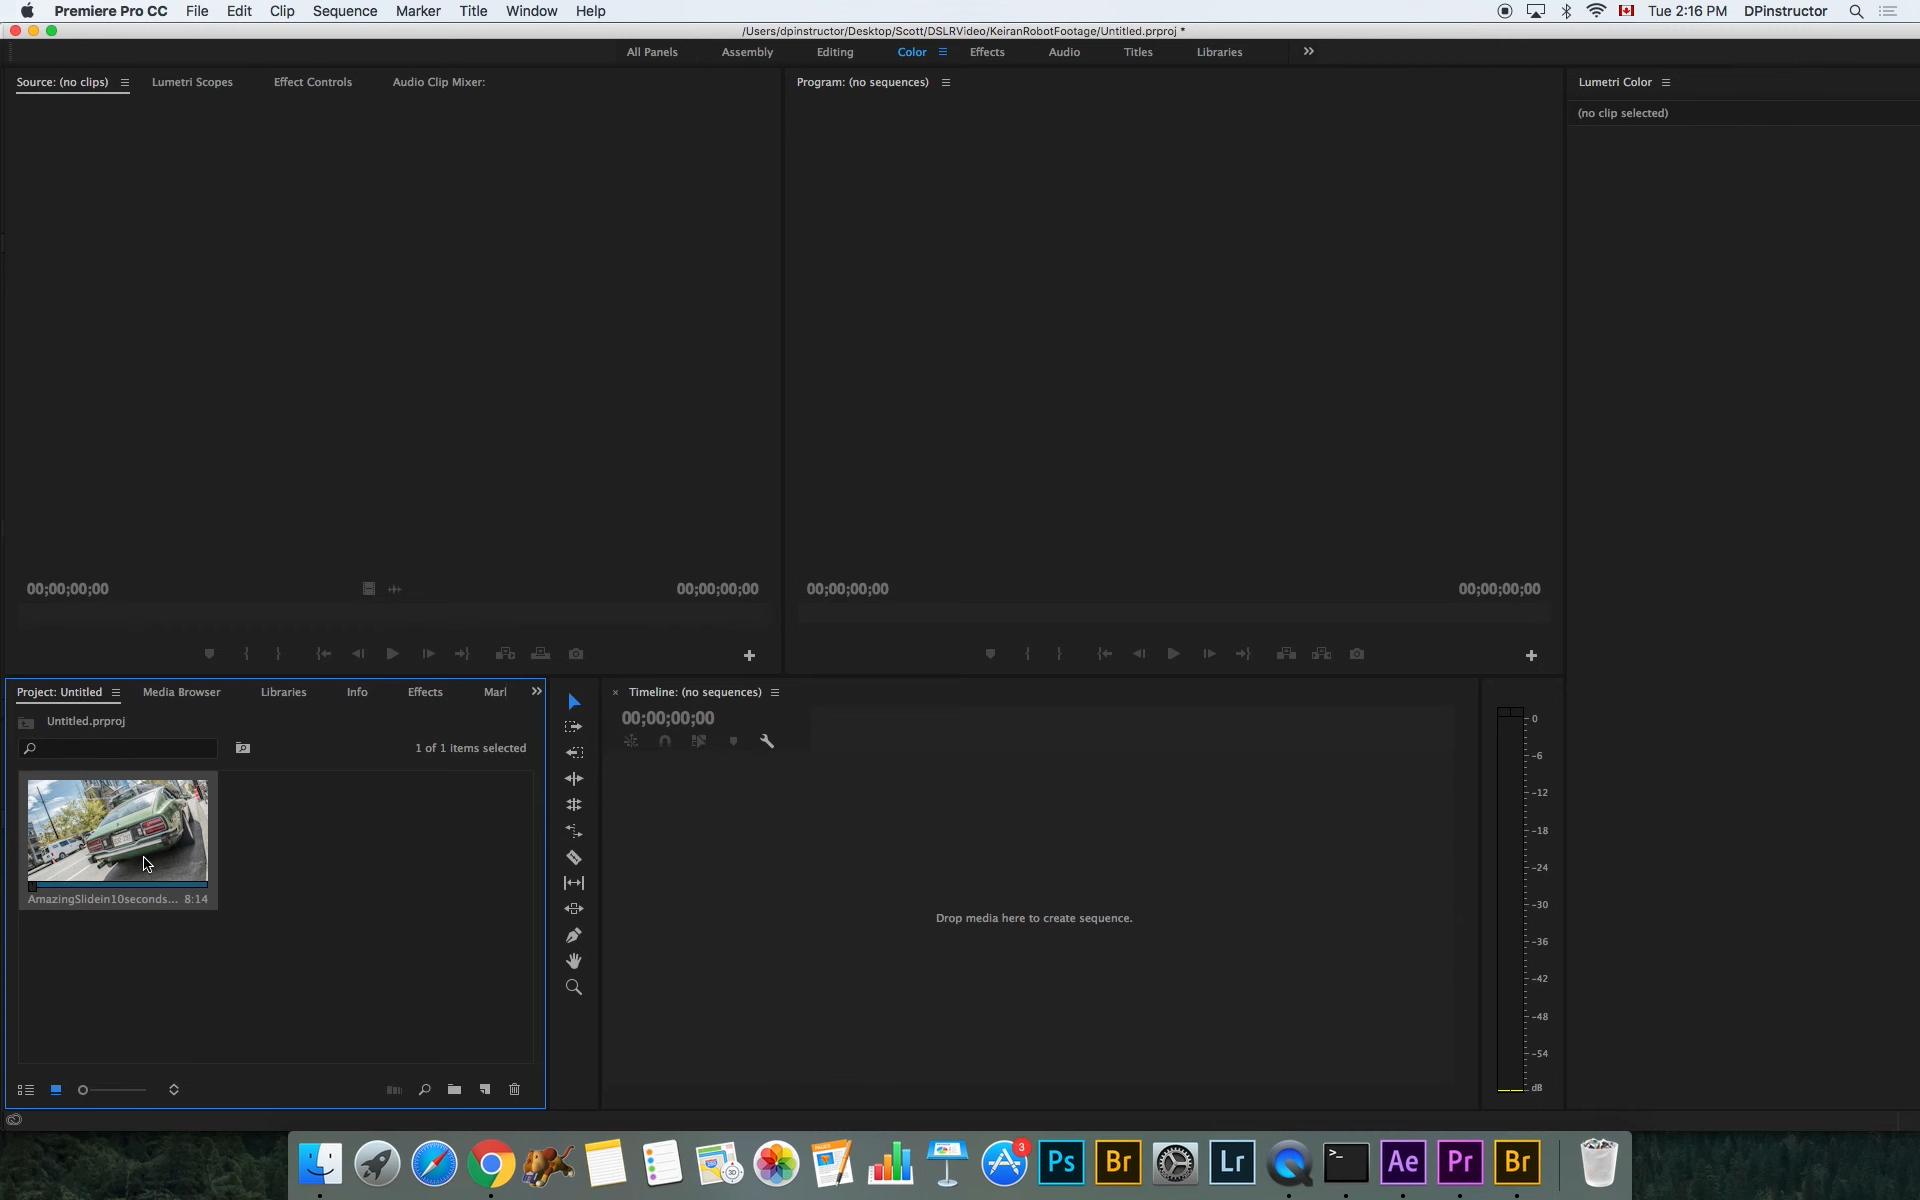 Premiere Pro CC File Edit Clip Sequence Marker Title Window Help Tue 2:16 PM DPinstructor
/Users/dpinstructor/Desktop/Scott/DSLRVideo/KeiranRobotFootage/Untitled.prproj *
All Panels Assembly Editing Color Effects Audio Titles Libraries
Source: (no clips) Lumetri Scopes Effect Controls Audio Clip Mixer: Program: (no sequences) Lumetri Color
(no clip selected)
00;00;00;00 00;00;00;00 00;00;00;00 00;00;00;00
Project: Untitled Media Browser Libraries Info Effects Marl Timeline: (no sequences)
Untitled.prproj 00;00;00;00
1 of 1 items selected
AmazingSlidein10seconds... 8:14
Drop media here to create sequence.
0
-6
-12
-18
-24
-30
-36
-42
-48
-54
dB
3
Ps Br Lr >_ Ae Pr Br